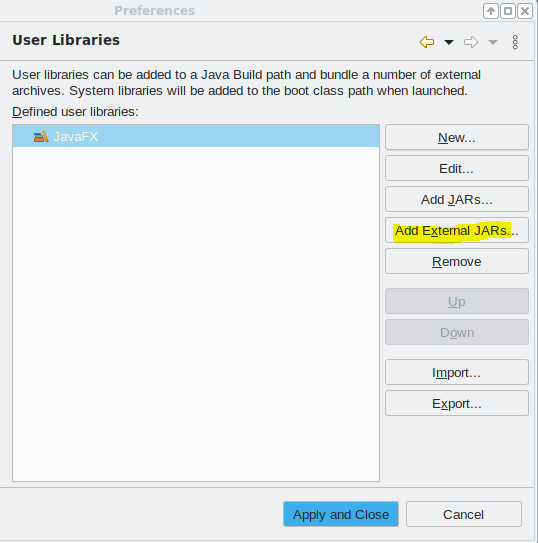 Preferences
User Libraries
User libraries can be added to a Java Build path and bundle a number of external
archives. System libraries will be added to the boot class path when launched.
Defined user libraries:
JavaFX
New...
Edit...
Add JARs...
Add External JARs...
Remove
Up
Down
Import...
Export...
Apply and Close
Cancel